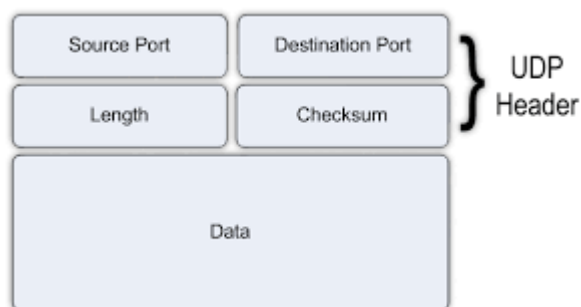 Source Port
Destination Port
Length
Checksum
UDP
Header
Data